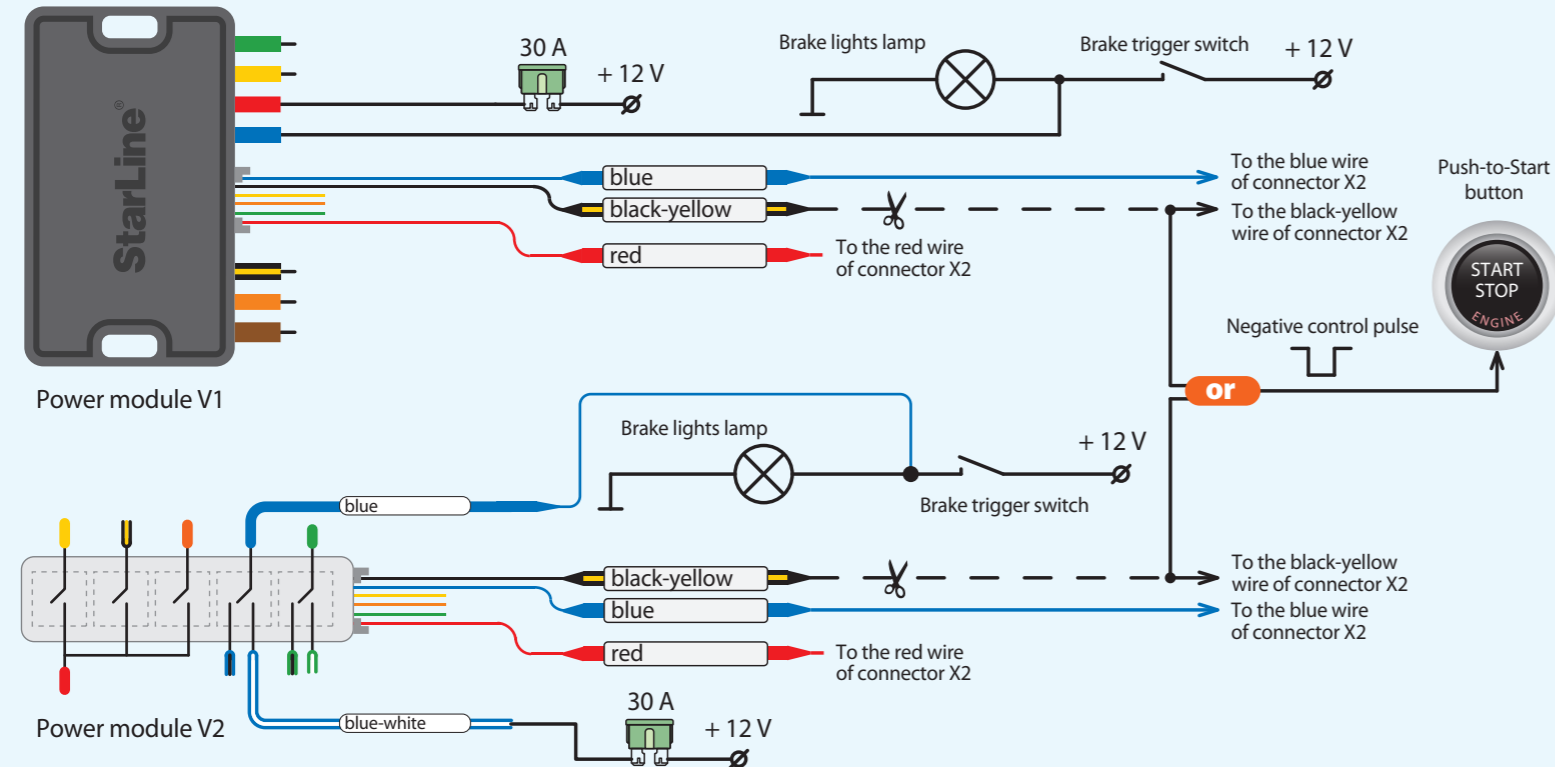 StarLine®
30 A
+ 12 V
Brake lights lamp
Brake trigger switch
+ 12 V
blue
To the blue wire
of connector X2
black-yellow
To the black-yellow
wire of connector X2
red
To the red wire
of connector X2
Push-to-Start
button
START
STOP
ENGINE
Negative control pulse
or
Power module V1
Brake lights lamp
+ 12 V
Brake trigger switch
blue
black-yellow
To the black-yellow
wire of connector X2
blue
To the blue wire
of connector X2
red
To the red wire
of connector X2
Power module V2
blue-white
30 A
+ 12 V